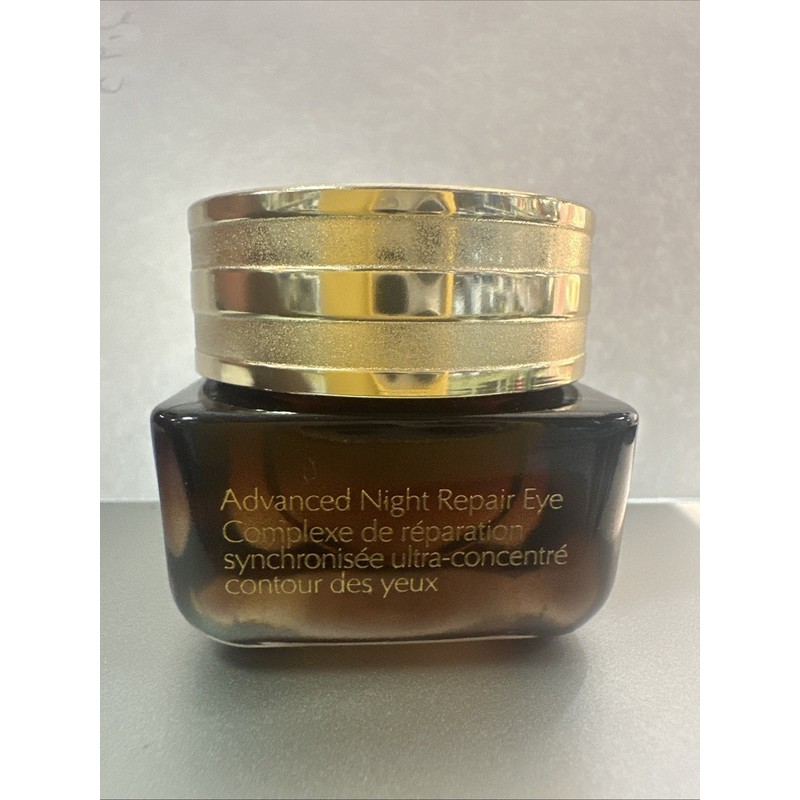 Advanced Night Repair Eye
Complexe de réparation
synchronisée ultra-concentré
contour des yeux